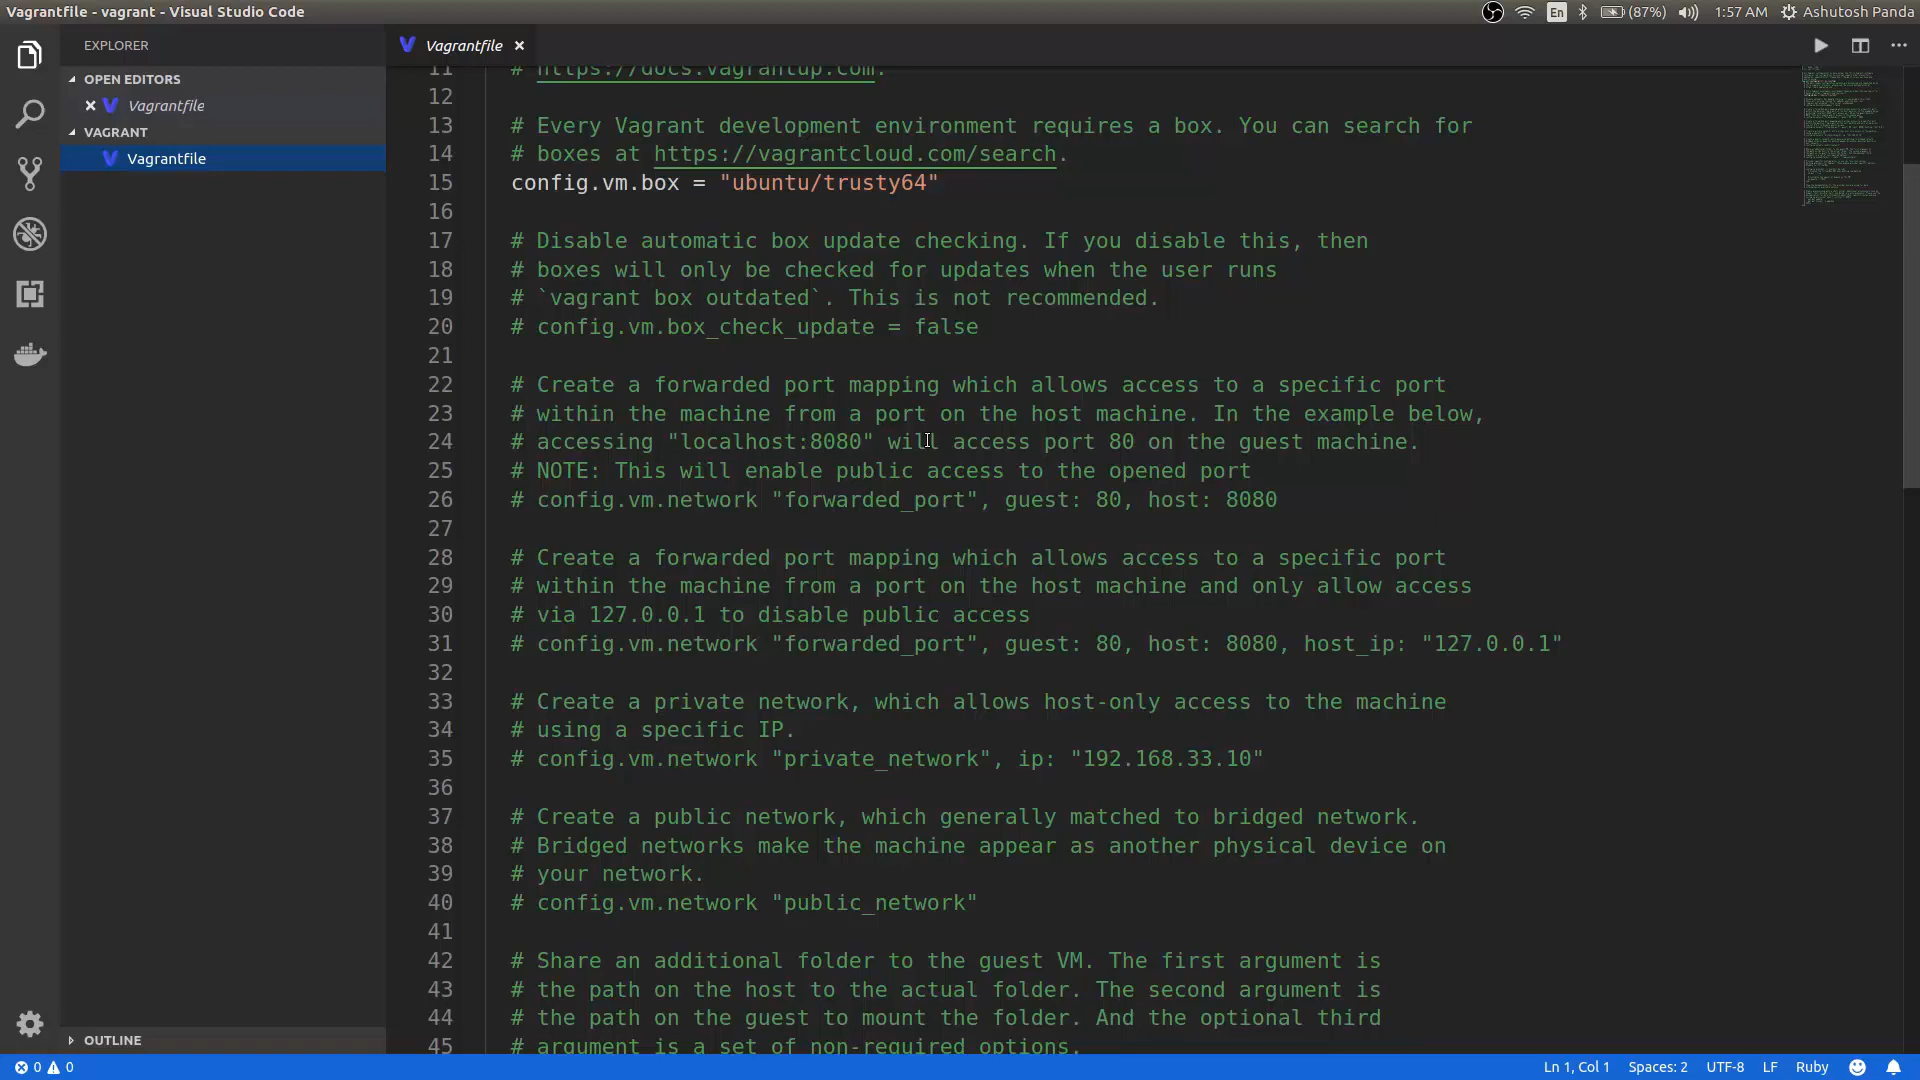 Vagrantfile - vagrant - Visual Studio Code
En
(87%)
1:57 AM
Ashutosh Panda
EXPLORER
OPEN EDITORS
Vagrantfile
VAGRANT
Vagrantfile
OUTLINE
Vagrantfile
11 # https://docs.vagrantup.com.
12
13 # Every Vagrant development environment requires a box. You can search for
14 # boxes at https://vagrantcloud.com/search.
15 config.vm.box = "ubuntu/trusty64"
16
17 # Disable automatic box update checking. If you disable this, then
18 # boxes will only be checked for updates when the user runs
19 # `vagrant box outdated`. This is not recommended.
20 # config.vm.box_check_update = false
21
22 # Create a forwarded port mapping which allows access to a specific port
23 # within the machine from a port on the host machine. In the example below,
24 # accessing "localhost:8080" will access port 80 on the guest machine.
25 # NOTE: This will enable public access to the opened port
26 # config.vm.network "forwarded_port", guest: 80, host: 8080
27
28 # Create a forwarded port mapping which allows access to a specific port
29 # within the machine from a port on the host machine and only allow access
30 # via 127.0.0.1 to disable public access
31 # config.vm.network "forwarded_port", guest: 80, host: 8080, host_ip: "127.0.0.1"
32
33 # Create a private network, which allows host-only access to the machine
34 # using a specific IP.
35 # config.vm.network "private_network", ip: "192.168.33.10"
36
37 # Create a public network, which generally matched to bridged network.
38 # Bridged networks make the machine appear as another physical device on
39 # your network.
40 # config.vm.network "public_network"
41
42 # Share an additional folder to the guest VM. The first argument is
43 # the path on the host to the actual folder. The second argument is
44 # the path on the guest to mount the folder. And the optional third
45 # argument is a set of non-required options.
0 0
Ln 1, Col 1
Spaces: 2
UTF-8
LF
Ruby